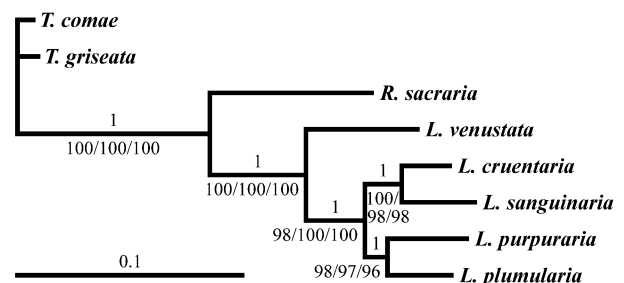 T. comae
T. griseata
R. sacraria
1
100/100/100
L. venustata
1
100/100/100
L. cruentaria
1
100/
98/98
L. sanguinaria
1
98/100/100
L. purpuraria
1
98/97/96
L. plumularia
0.1